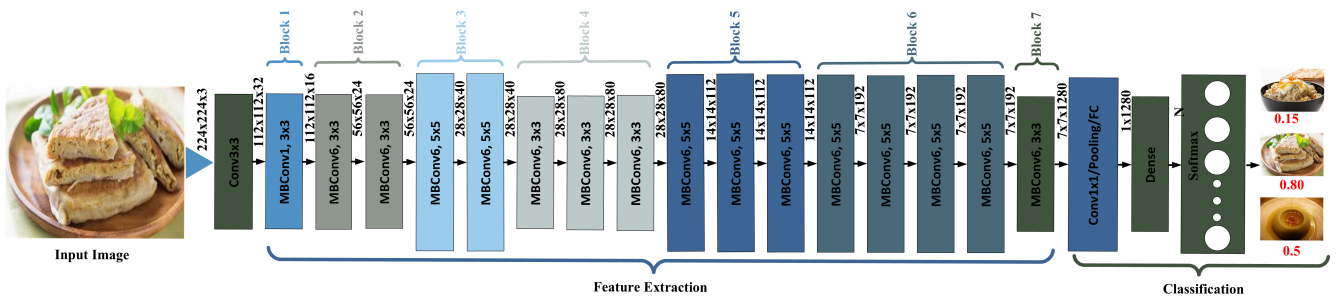 Block 1
Block 2
Block 3
Block 4
Block 5
Block 6
Block 7
224x224x3
Conv3x3
112x112x32
MBConv1, 3x3
112x112x16
MBConv6, 3x3
56x56x24
MBConv6, 3x3
56x56x24
MBConv6, 5x5
28x28x40
MBConv6, 5x5
28x28x40
MBConv6, 3x3
28x28x80
MBConv6, 3x3
28x28x80
MBConv6, 3x3
28x28x80
MBConv6, 5x5
14x14x112
MBConv6, 5x5
14x14x112
MBConv6, 5x5
14x14x112
MBConv6, 5x5
7x7x192
MBConv6, 5x5
7x7x192
MBConv6, 5x5
7x7x192
MBConv6, 5x5
7x7x192
MBConv6, 3x3
7x7x1280
Conv1x1/Pooling/FC
1x1280
Dense
N
Softmax
0.15
0.80
0.5
Input Image
Feature Extraction
Classification